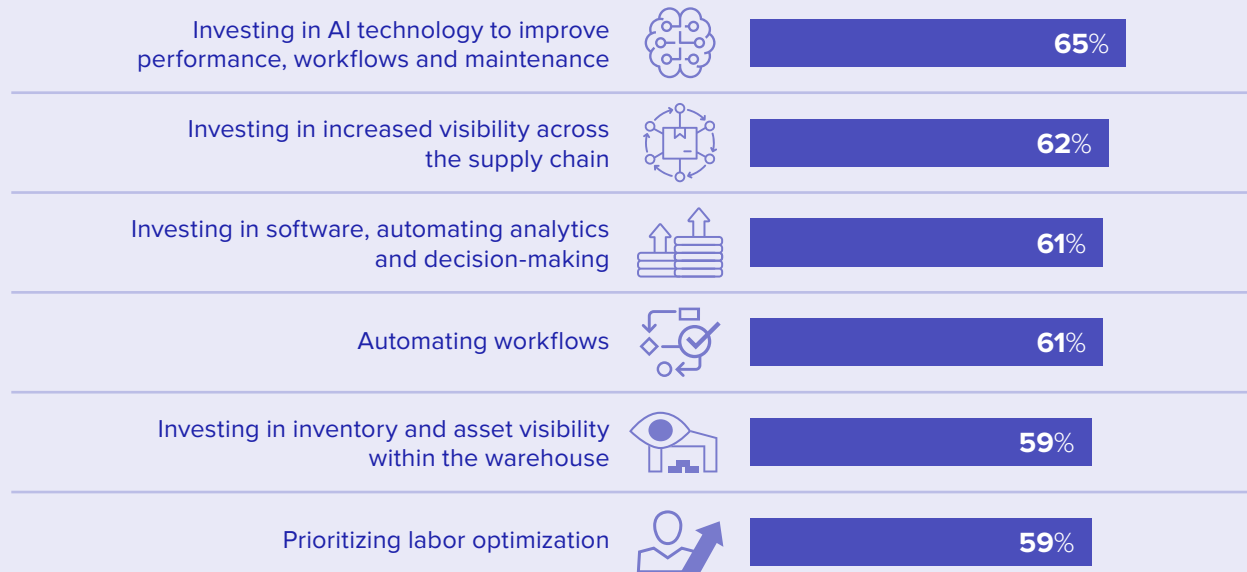 Investing in AI technology to improve
performance, workflows and maintenance
65%
Investing in increased visibility across
the supply chain
62%
Investing in software, automating analytics
and decision-making
61%
Automating workflows
61%
Investing in inventory and asset visibility
within the warehouse
59%
Prioritizing labor optimization
59%